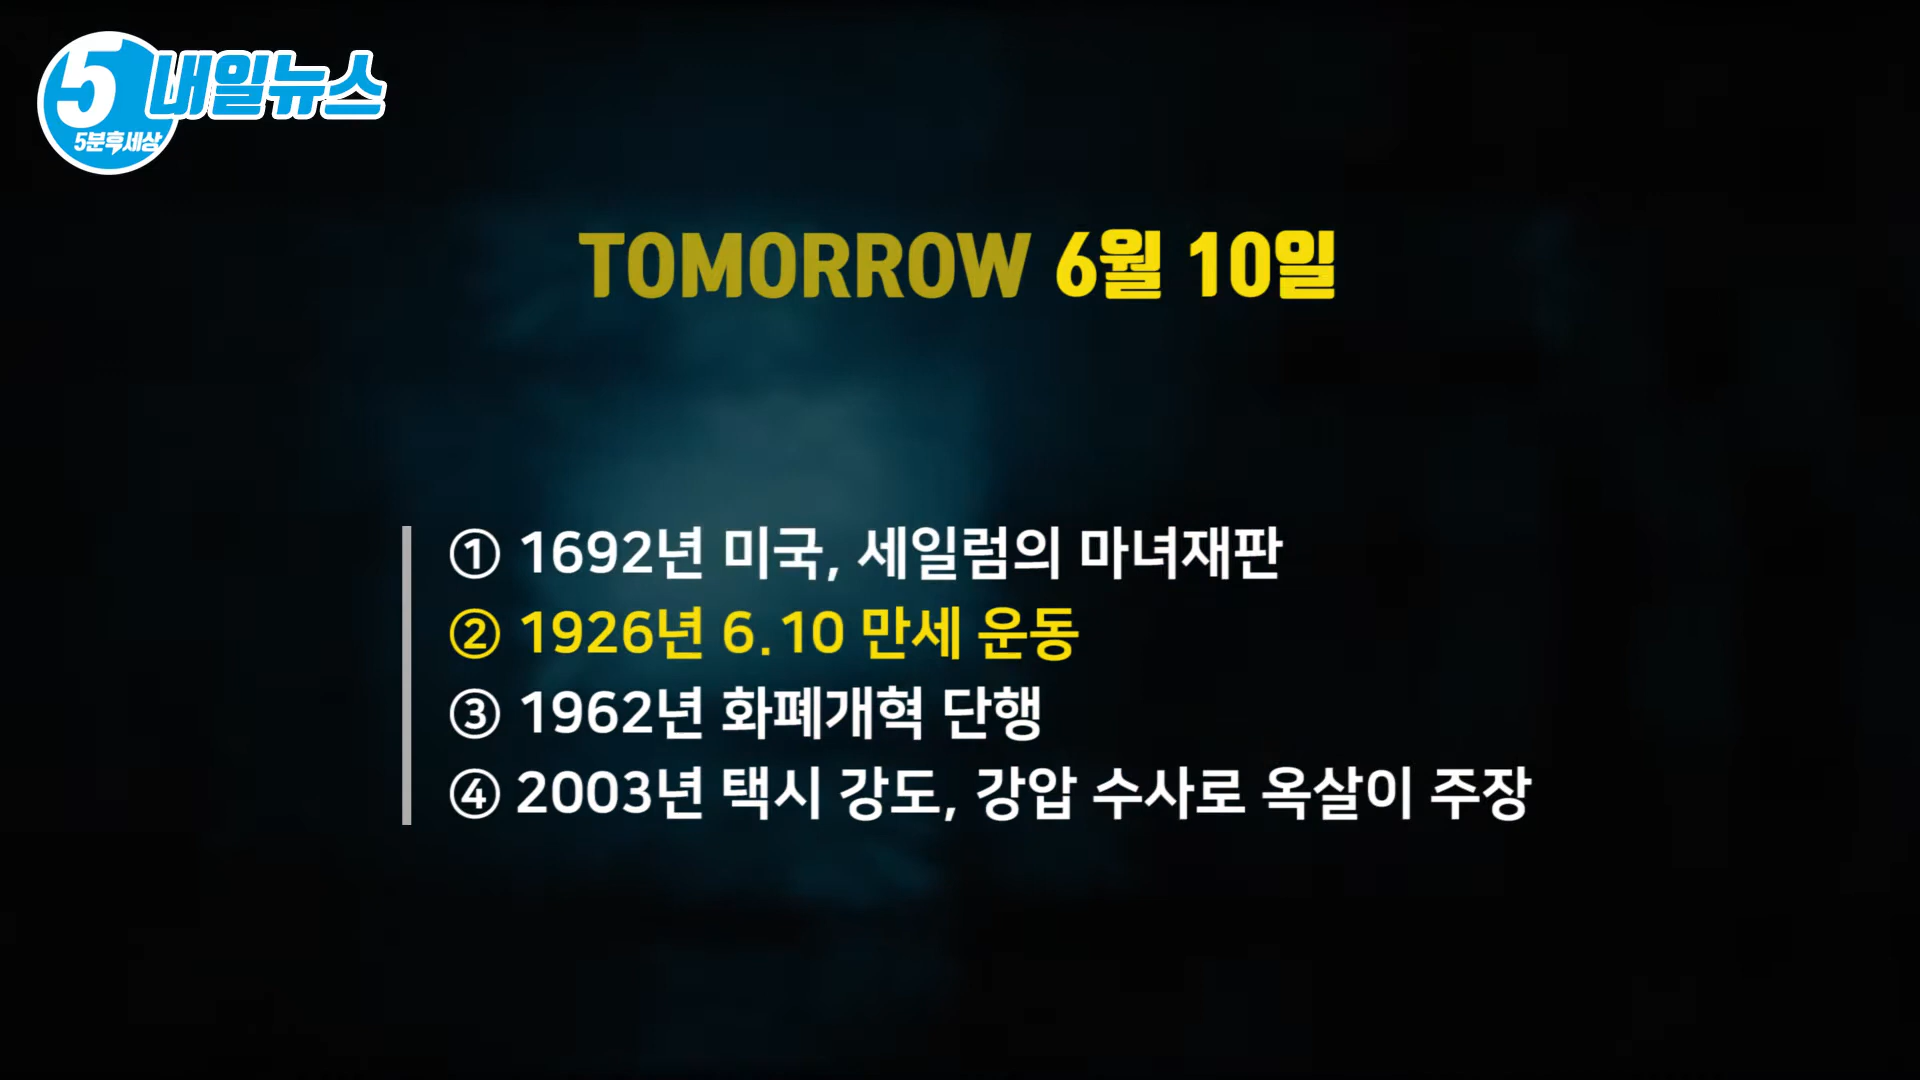 5 내일뉴스
5분후세상
TOMORROW 6월 10일
① 1692년 미국, 세일럼의 마녀재판
② 1926년 6.10 만세 운동
③ 1962년 화폐개혁 단행
④ 2003년 택시 강도, 강압 수사로 옥살이 주장